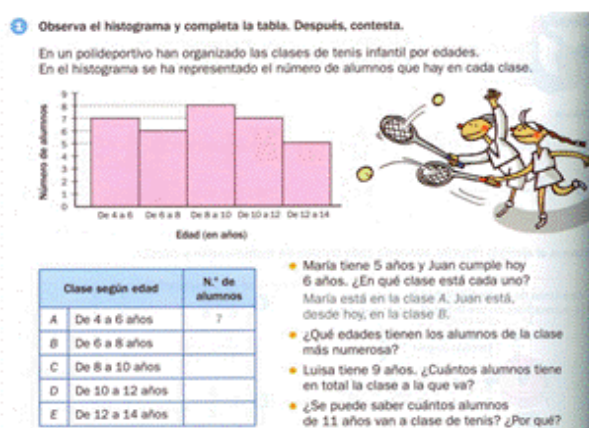 1 Observa el histograma y completa la tabla. Después, contesta.
En un polideportivo han organizado las clases de tenis infantil por edades.
En el histograma se ha representado el número de alumnos que hay en cada clase.
Número de alumnos
9
8
7
6
5
4
3
2
1
0
De 4 a 6 De 6 a 8 De 8 a 10 De 10 a 12 De 12 a 14
Edad (en años)
Clase según edad N.° de alumnos
A De 4 a 6 años 7
B De 6 a 8 años
C De 8 a 10 años
D De 10 a 12 años
E De 12 a 14 años
María tiene 5 años y Juan cumple hoy
6 años. ¿En qué clase está cada uno?
María está en la clase A. Juan está,
desde hoy, en la clase B.
¿Qué edades tienen los alumnos de la clase
más numerosa?
Luisa tiene 9 años. ¿Cuántos alumnos tiene
en total la clase a la que va?
¿Se puede saber cuántos alumnos
de 11 años van a clase de tenis? ¿Por qué?